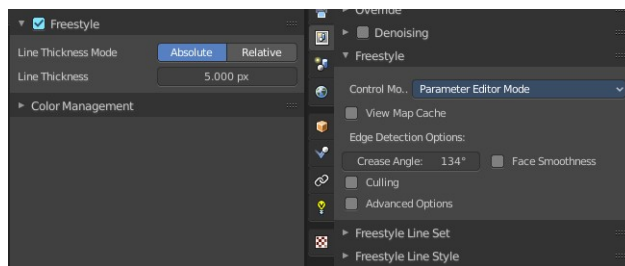 Freestyle
Line Thickness Mode Absolute Relative
Line Thickness 5.000 px
Color Management
Override
Denoising
Freestyle
Control Mo.. Parameter Editor Mode
View Map Cache
Edge Detection Options:
Crease Angle: 134° Face Smoothness
Culling
Advanced Options
Freestyle Line Set
Freestyle Line Style